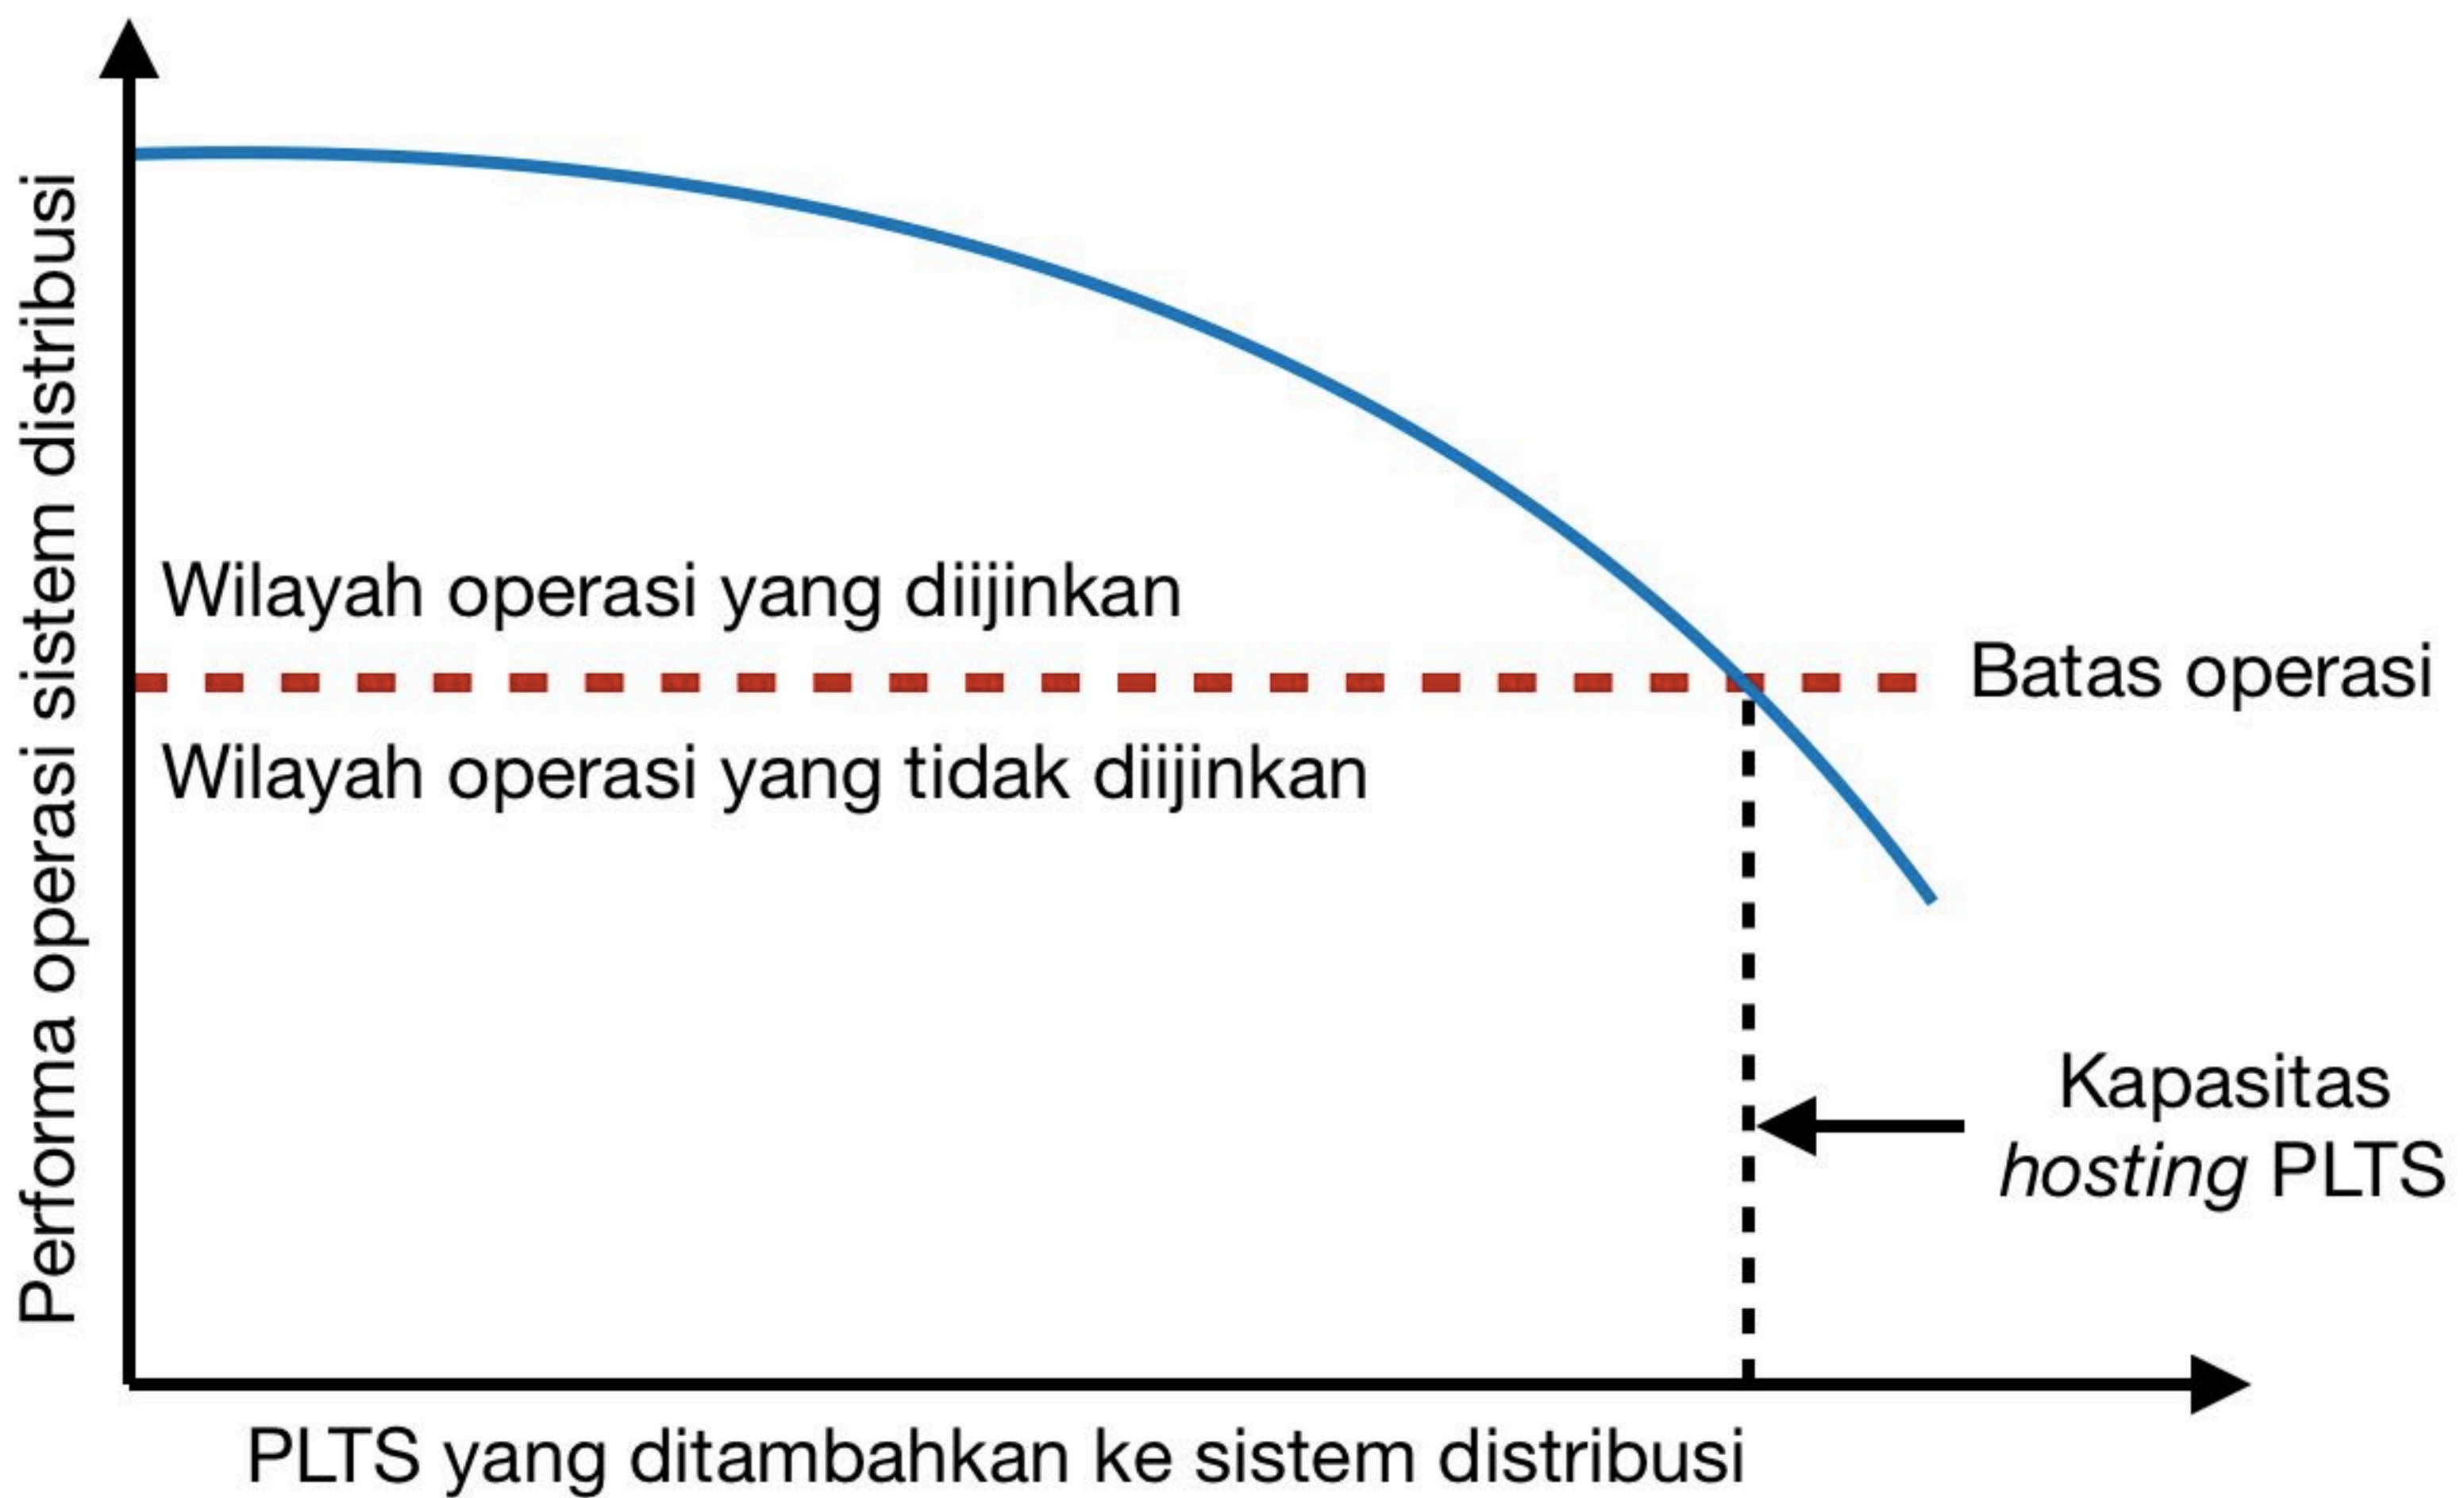 Performa operasi sistem distribusi
Wilayah operasi yang diijinkan
Batas operasi
Wilayah operasi yang tidak diijinkan
Kapasitas
hosting PLTS
PLTS yang ditambahkan ke sistem distribusi